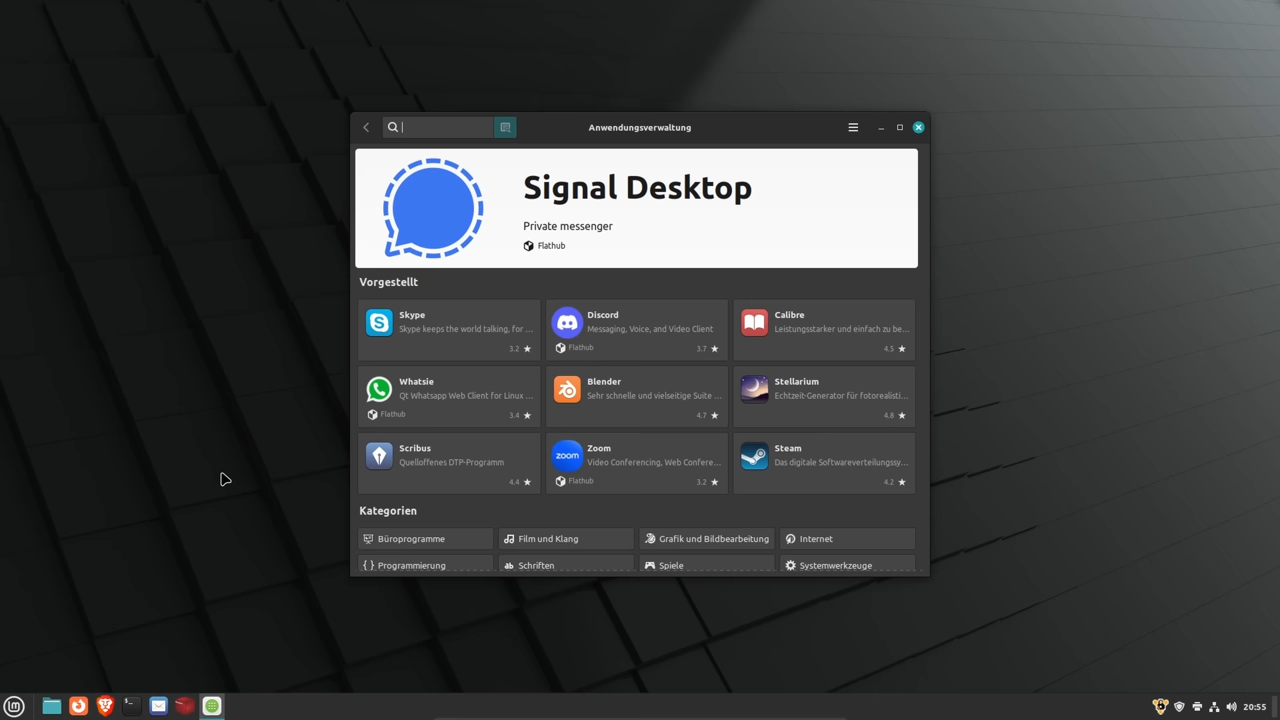 Anwendungsverwaltung
Signal Desktop
Private messenger
Flathub
Vorgestellt
Skype
Skype keeps the world talking, for ...
3.2 ★
Discord
Messaging, Voice, and Video Client
Flathub
3.7 ★
Calibre
Leistungsstarker und einfach zu be...
4.5 ★
Whatsie
Qt Whatsapp Web Client for Linux ...
Flathub
3.4 ★
Blender
Sehr schnelle und vielseitige Suite ...
4.7 ★
Stellarium
Echtzeit-Generator für fotorealisti...
4.8 ★
Scribus
Quelloffenes DTP-Programm
4.4 ★
zoom
Zoom
Video Conferencing, Web Confere...
Flathub
3.2 ★
Steam
Das digitale Softwareverteilungssy...
4.2 ★
Kategorien
Büroprogramme
Film und Klang
Grafik und Bildbearbeitung
Internet
{ } Programmierung
ab Schriften
Spiele
Systemwerkzeuge
20:55